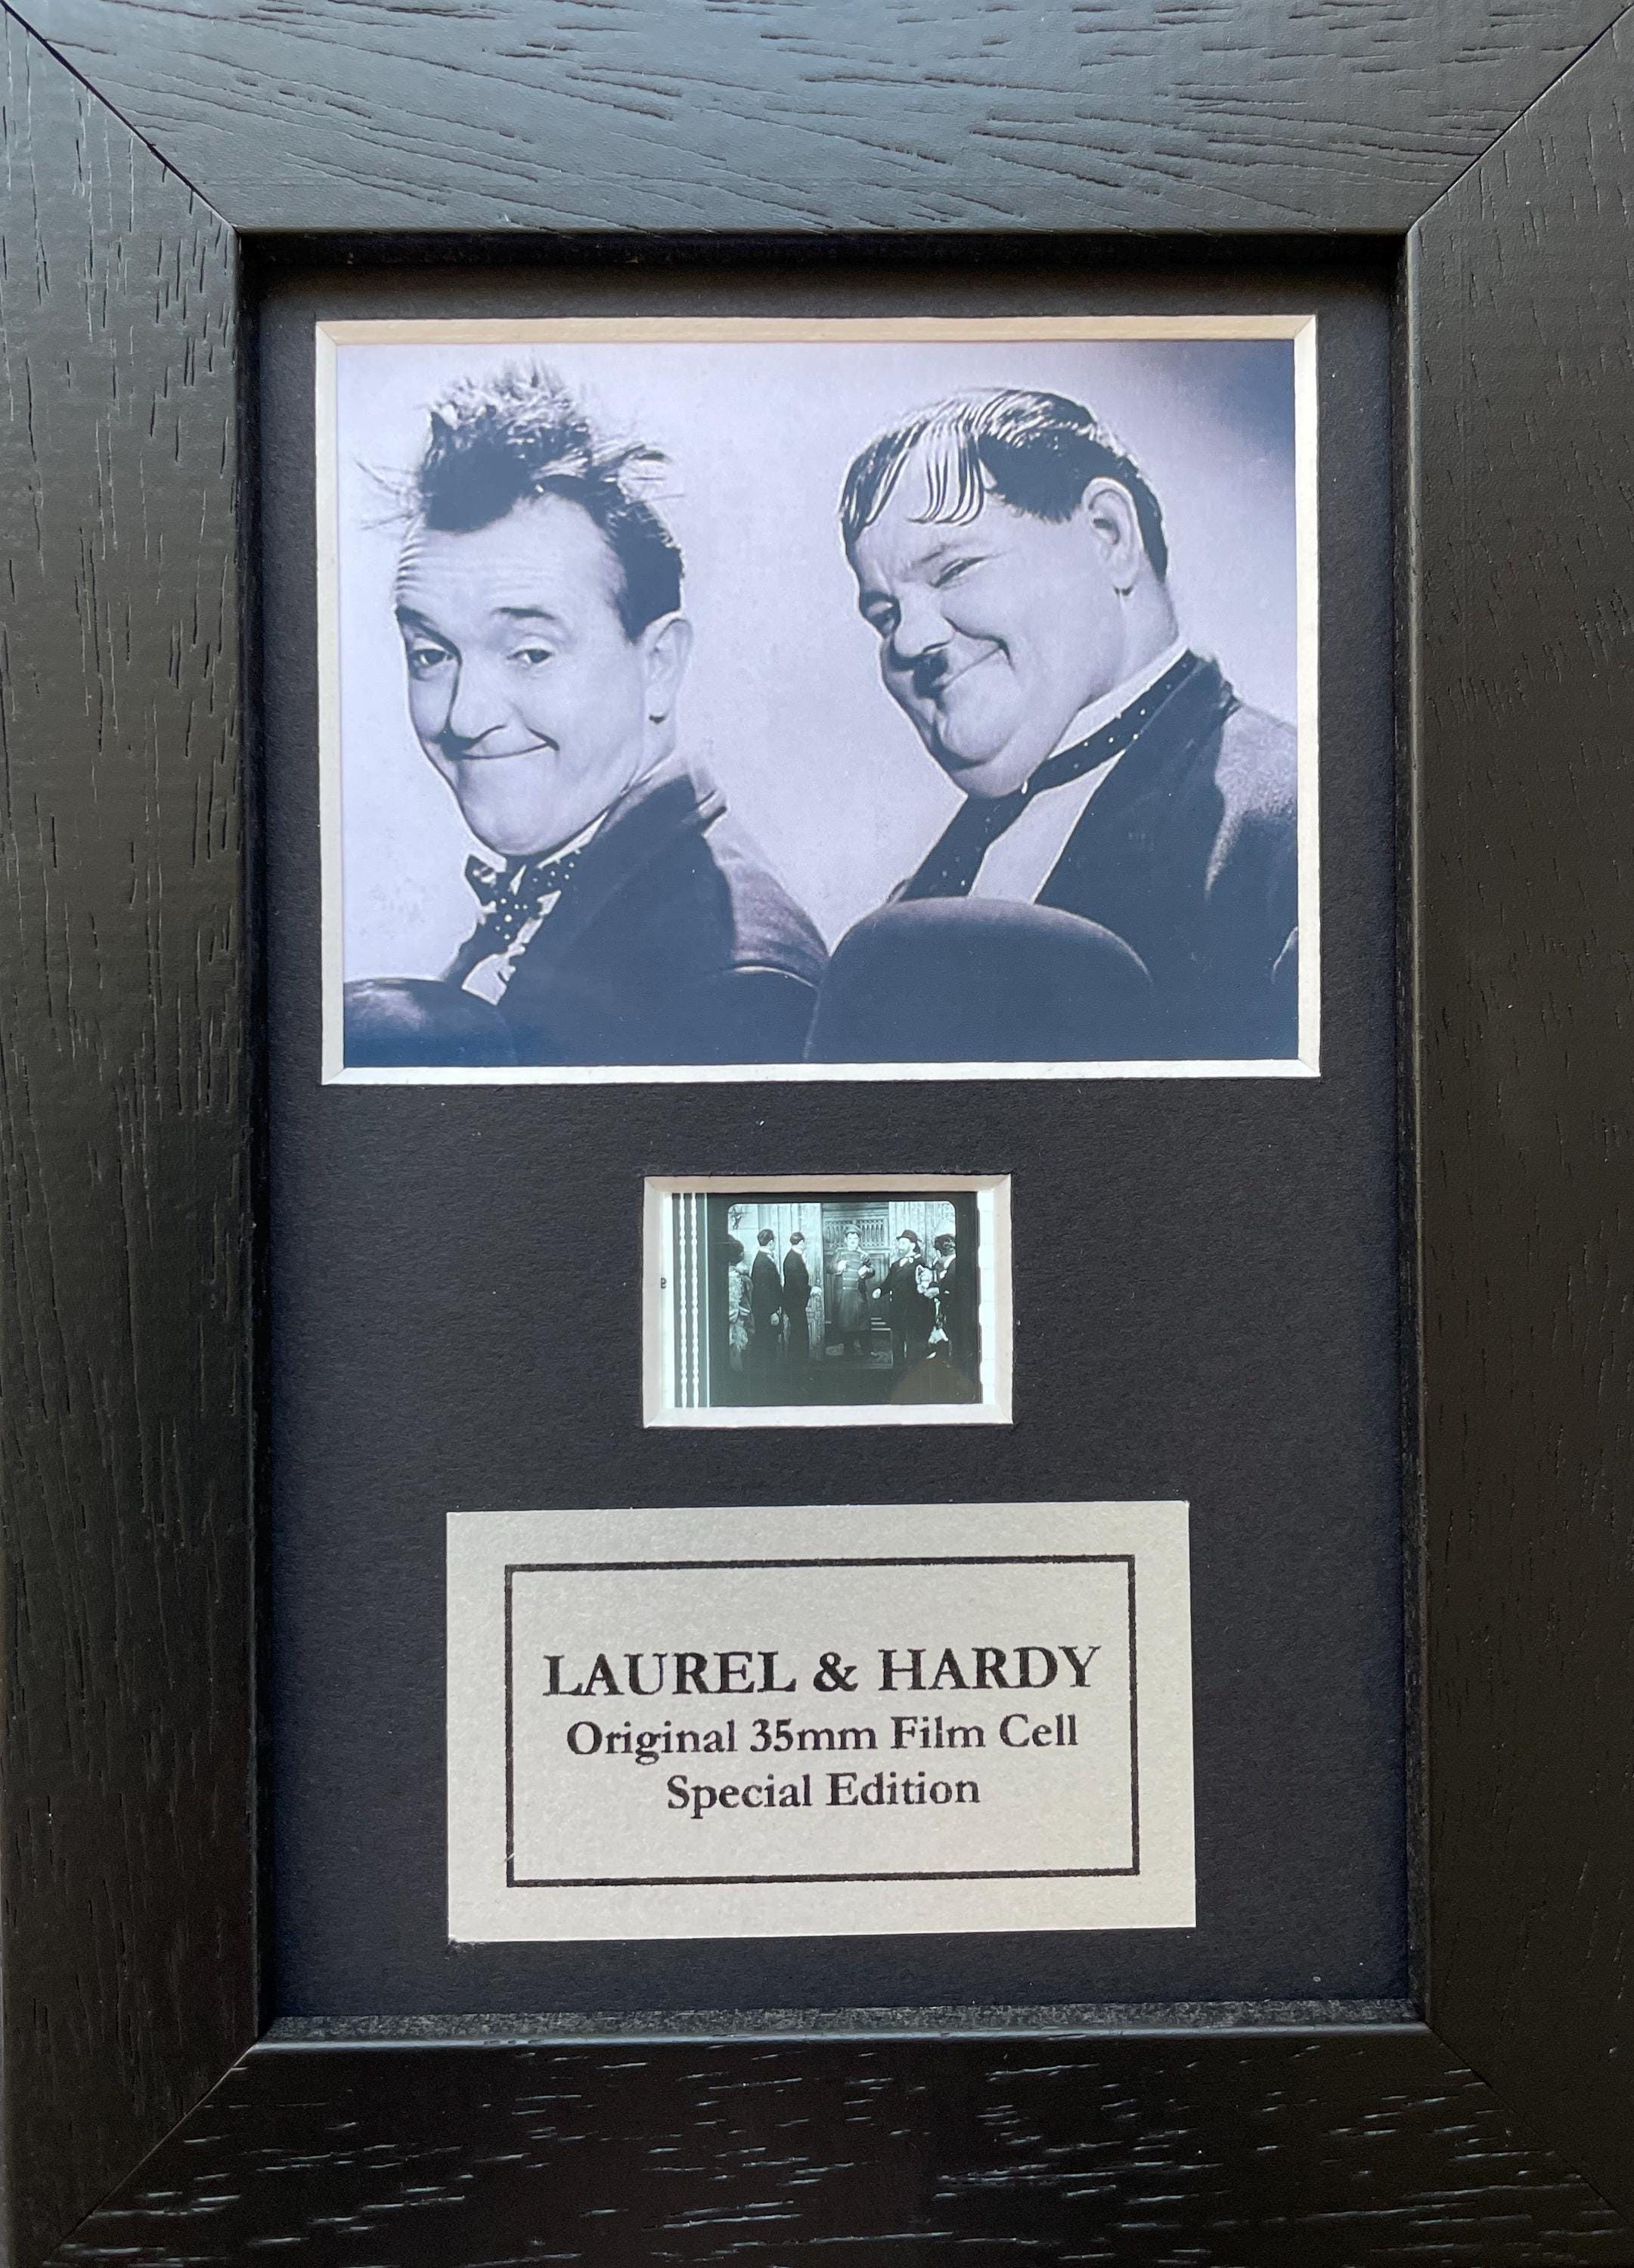 LAUREL & HARDY
Original 35mm Film Cell
Special Edition